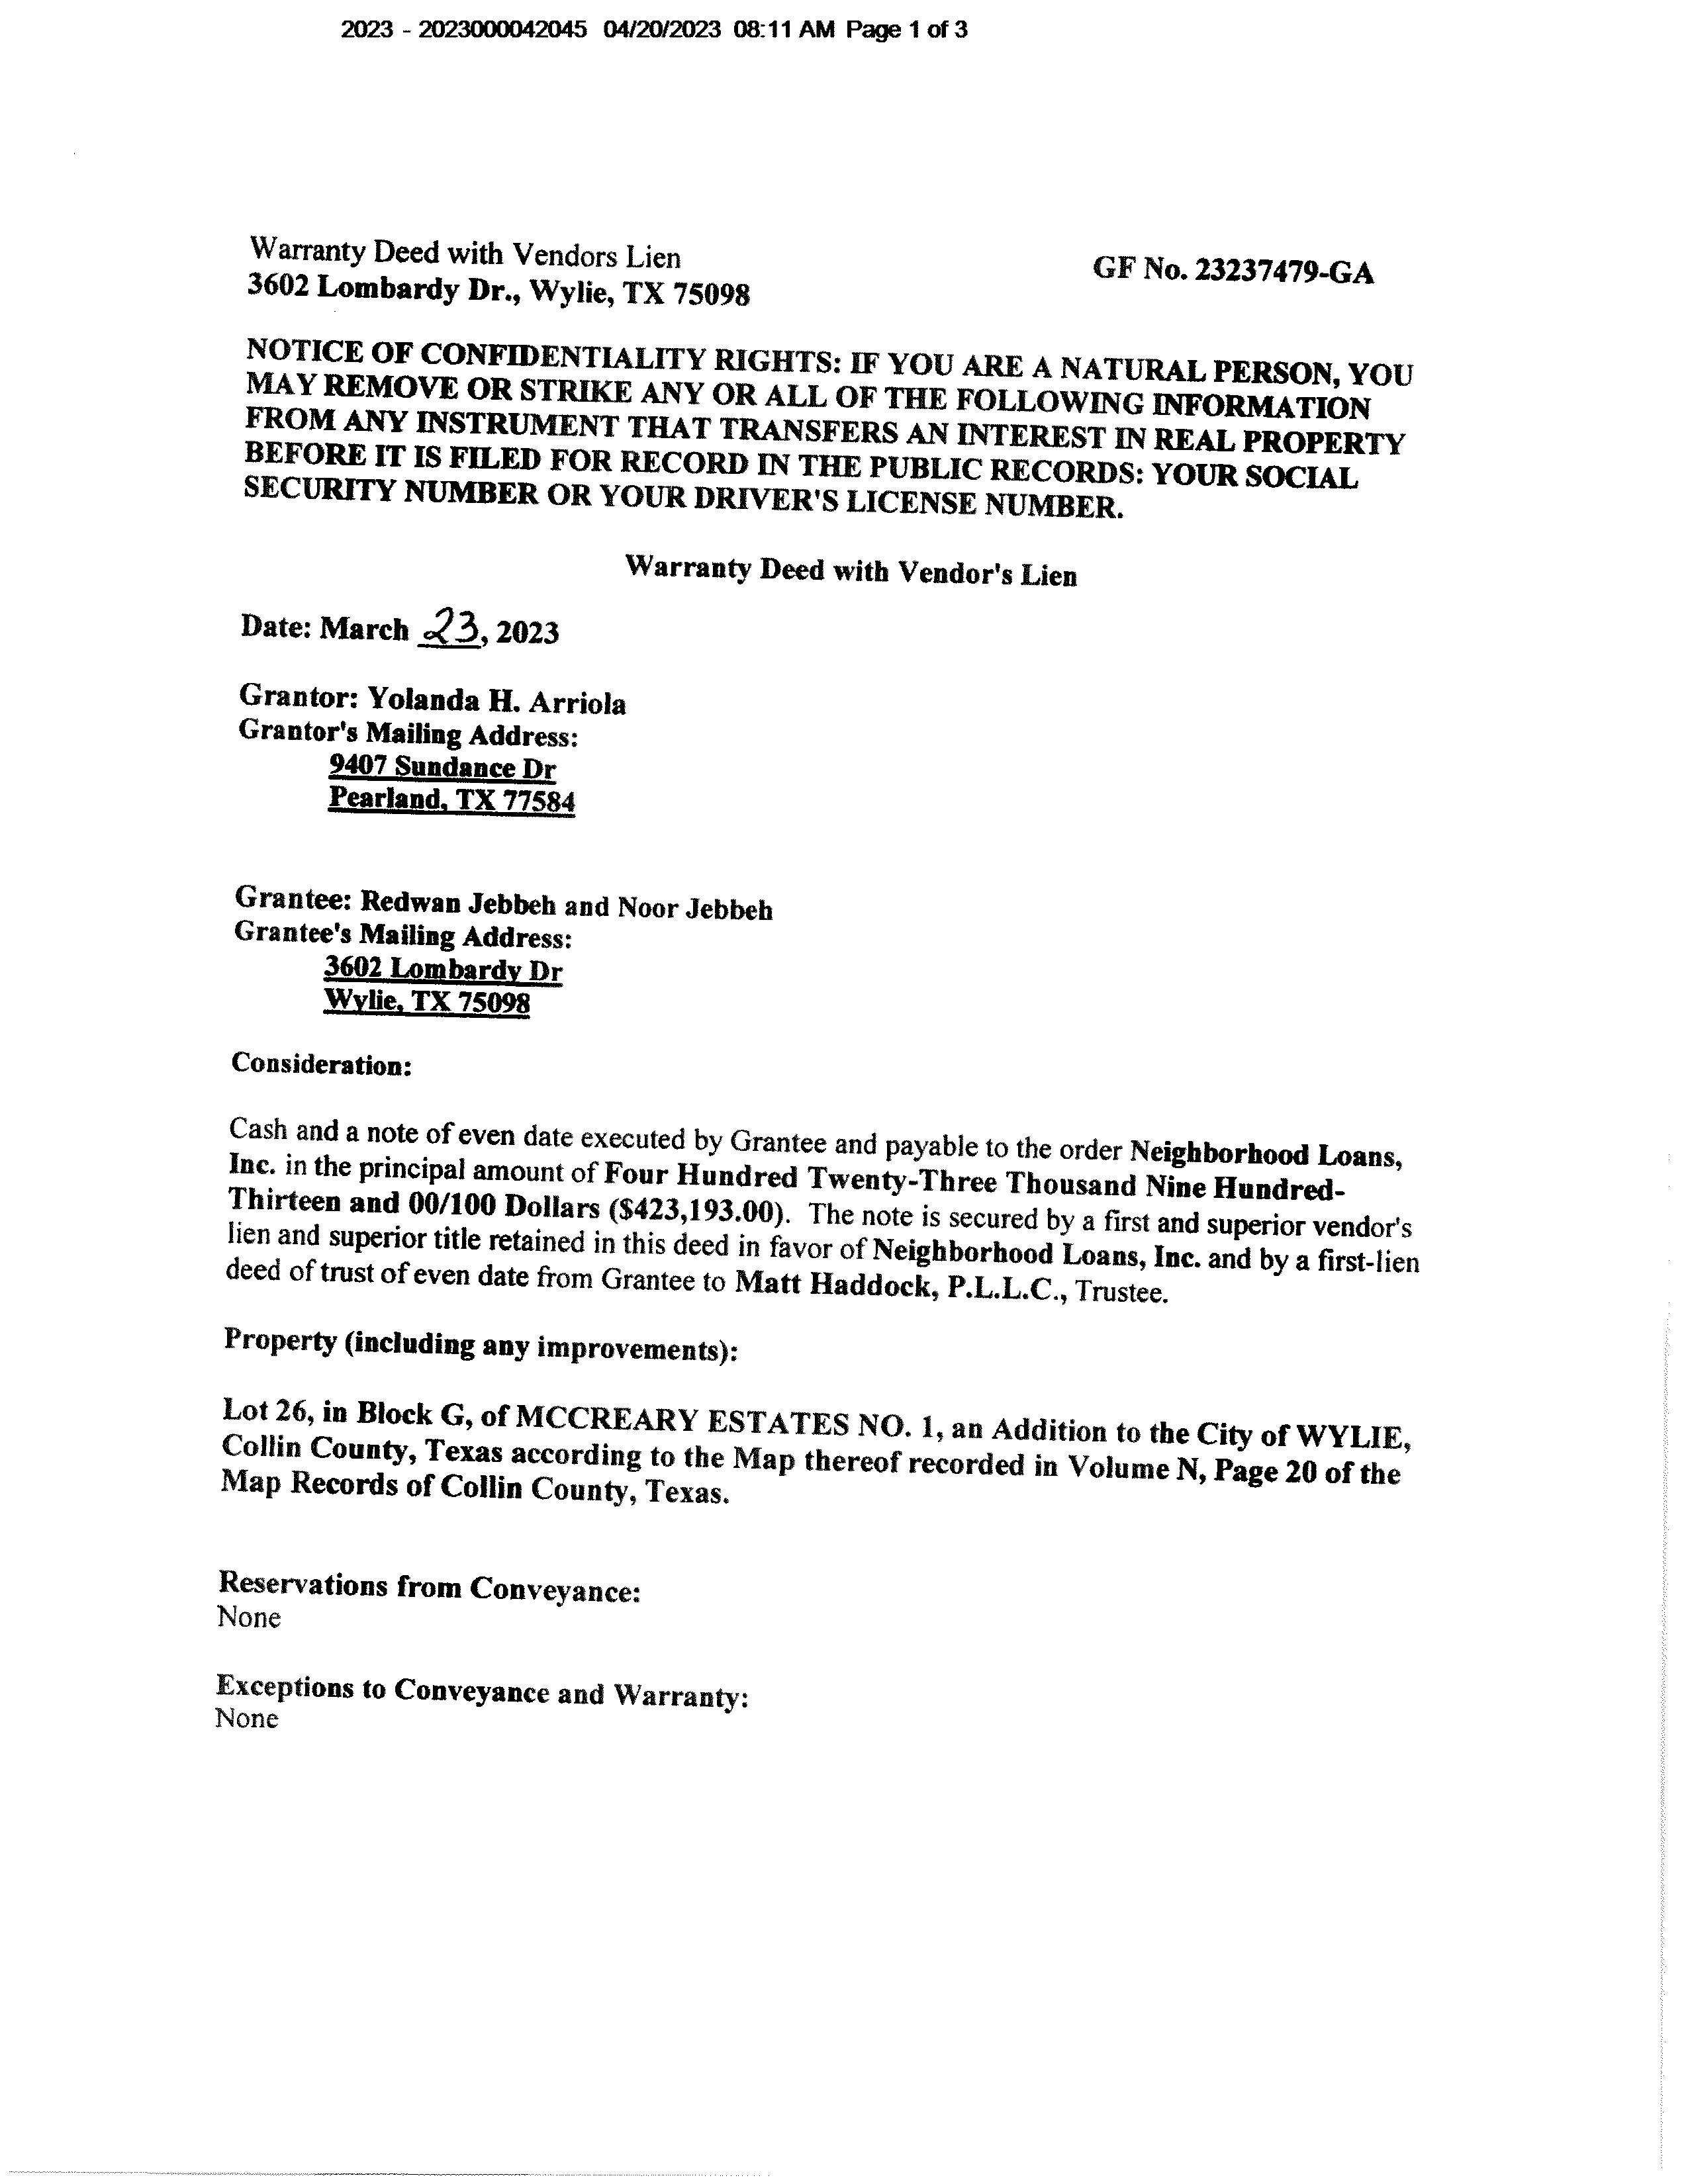 2023 - 2023000042045 04/20/2023 08:11 AM Page 1 of 3
Warranty Deed with Vendors Lien
GF No. 23237479-GA
3602 Lombardy Dr., Wylie, TX 75098
NOTICE OF CONFIDENTIALITY RIGHTS: IF YOU ARE A NATURAL PERSON, YOU
MAY REMOVE OR STRIKE ANY OR ALL OF THE FOLLOWING INFORMATION
FROM ANY INSTRUMENT THAT TRANSFERS AN INTEREST IN REAL PROPERTY
BEFORE IT IS FILED FOR RECORD IN THE PUBLIC RECORDS: YOUR SOCIAL
SECURITY NUMBER OR YOUR DRIVER'S LICENSE NUMBER.
Warranty Deed with Vendor's Lien
Date: March 23, 2023
Grantor: Yolanda H. Arriola
Grantor's Mailing Address:
9407 Sundance Dr
Pearland, TX 77584
Grantee: Redwan Jebbeh and Noor Jebbeh
Grantee's Mailing Address:
3602 Lombardy Dr
Wylie, TX 75098
Consideration:
Cash and a note of even date executed by Grantee and payable to the order Neighborhood Loans,
Inc. in the principal amount of Four Hundred Twenty-Three Thousand Nine Hundred-
Thirteen and 00/100 Dollars ($423,193.00). The note is secured by a first and superior vendor's
lien and superior title retained in this deed in favor of Neighborhood Loans, Inc. and by a first-lien
deed of trust of even date from Grantee to Matt Haddock, P.L.L.C., Trustee.
Property (including any improvements):
Lot 26, in Block G, of MCCREARY ESTATES NO. 1, an Addition to the City of WYLIE,
Collin County, Texas according to the Map thereof recorded in Volume N, Page 20 of the
Map Records of Collin County, Texas.
Reservations from Conveyance:
None
Exceptions to Conveyance and Warranty:
None